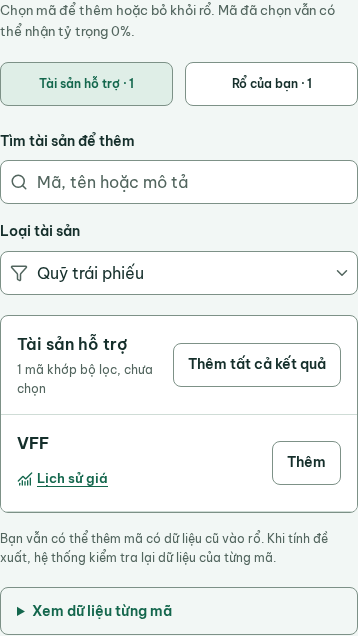 Chọn mã để thêm hoặc bỏ khỏi rổ. Mã đã chọn vẫn có
thể nhận tỷ trọng 0%.
Tài sản hỗ trợ · 1
Rổ của bạn · 1
Tìm tài sản để thêm
Mã, tên hoặc mô tả
Loại tài sản
Quỹ trái phiếu
Tài sản hỗ trợ
1 mã khớp bộ lọc, chưa
chọn
Thêm tất cả kết quả
VFF
Lịch sử giá
Thêm
Bạn vẫn có thể thêm mã có dữ liệu cũ vào rổ. Khi tính đề
xuất, hệ thống kiểm tra lại dữ liệu của từng mã.
Xem dữ liệu từng mã